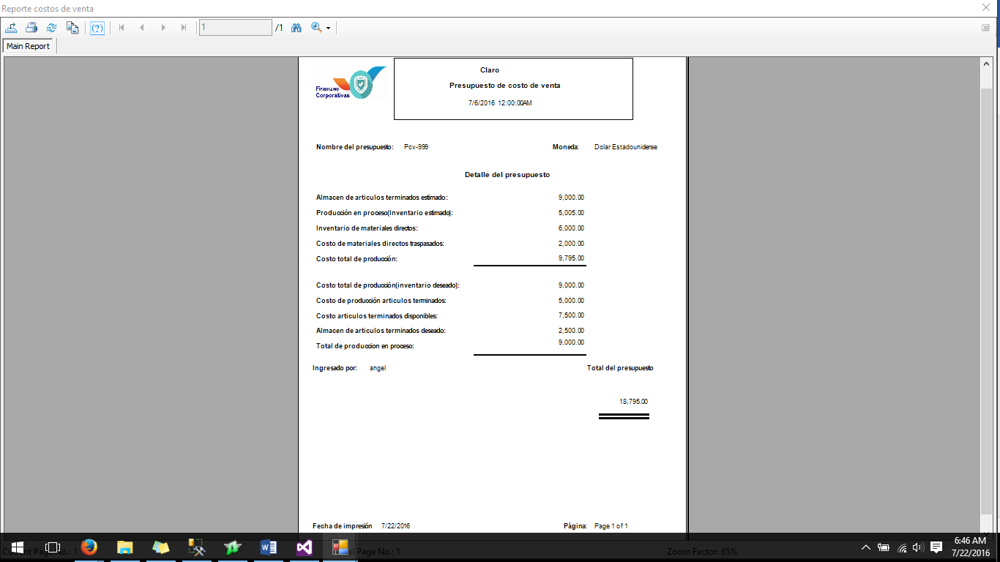 Reporte costos de venta
1 /1
Main Report
Finanzas
Corporativas
Claro
Presupuesto de costo de venta
7/6/2016 12:00:00AM
Nombre del presupuesto: Pcv-999 Moneda: Dolar Estadounidense
Detalle del presupuesto
Almacen de articulos terminados estimado: 9,000.00
Producción en proceso(Inventario estimado): 5,005.00
Inventario de materiales directos: 6,000.00
Costo de materiales directos traspasados: 2,000.00
Costo total de producción: 9,795.00
Costo total de producción(inventario deseado): 9,000.00
Costo de producción articulos terminados: 5,000.00
Costo articulos terminados disponibles: 7,500.00
Almacen de articulos terminados deseado: 2,500.00
Total de produccion en proceso: 9,000.00
Ingresado por: angel Total del presupuesto
18,795.00
Fecha de impresión 7/22/2016 Página: Page 1 of 1
Current Page No.: 1 al Page No.: 1 Zoom Factor: 65%
6:46 AM
7/22/2016